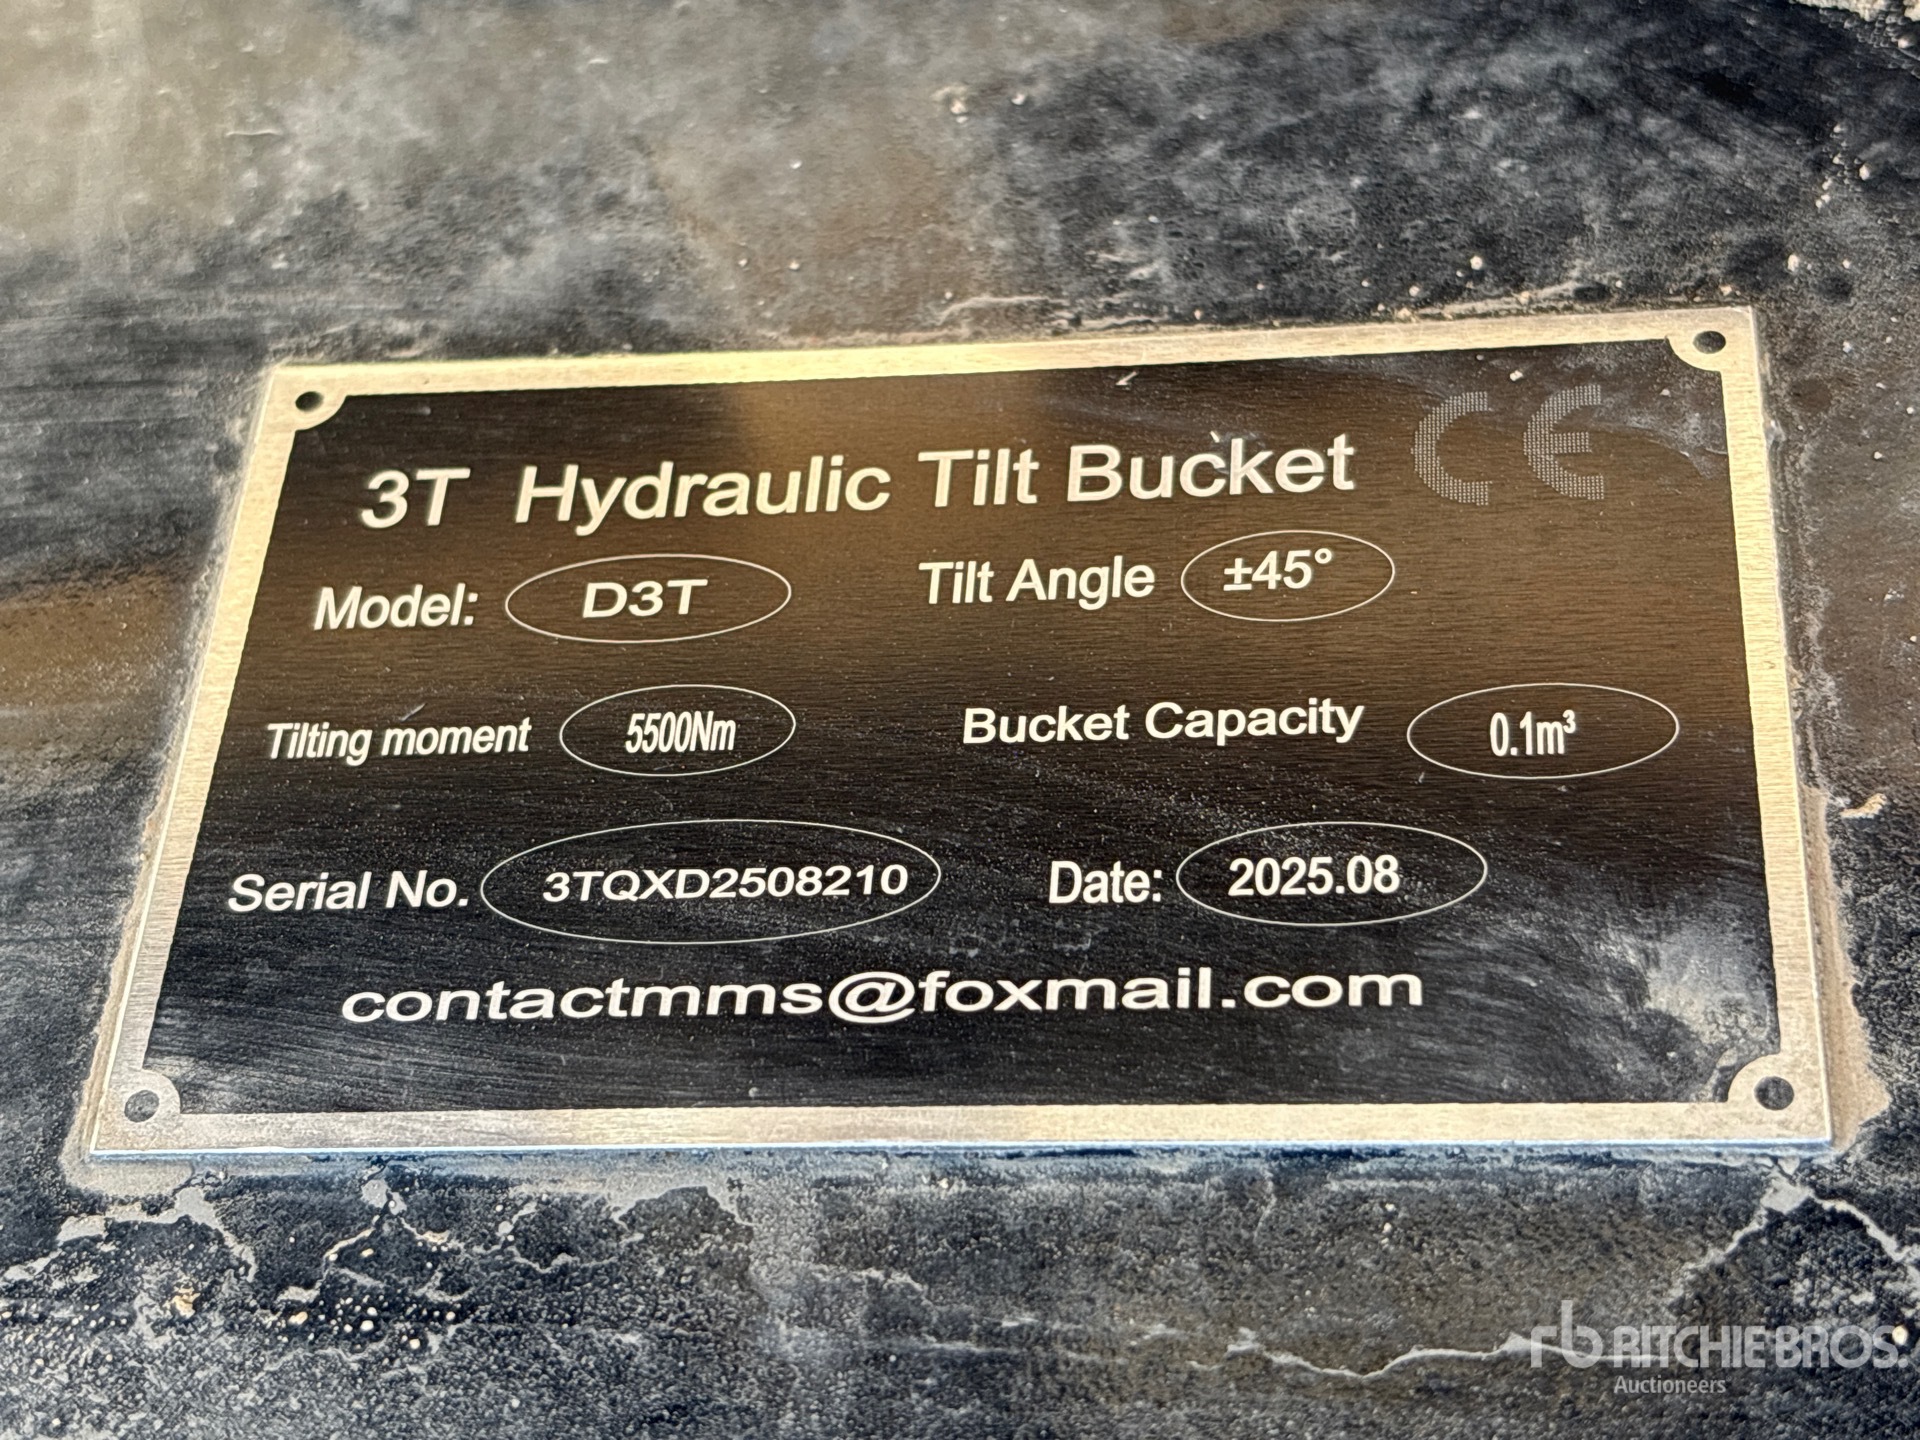 3T Hydraulic Tilt Bucket CE
Model: D3T Tilt Angle ±45°
Tilting moment 5500Nm Bucket Capacity 0.1m³
Serial No. 3TQXD2508210 Date: 2025.08
contactmms@foxmail.com
rb RITCHIE BROS.
Auctioneers